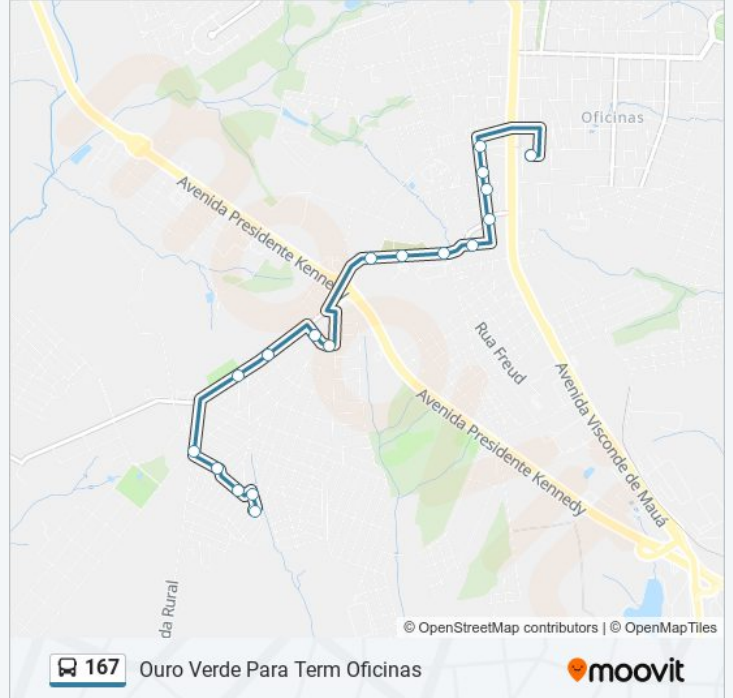 Oficinas
Avenida Presidente Kennedy
Rua Freud
Avenida Visconde de Mauá
Avenida Presidente Kennedy
da Rural
© OpenStreetMap contributors | © OpenMapTiles
167 Ouro Verde Para Term Oficinas
moovit